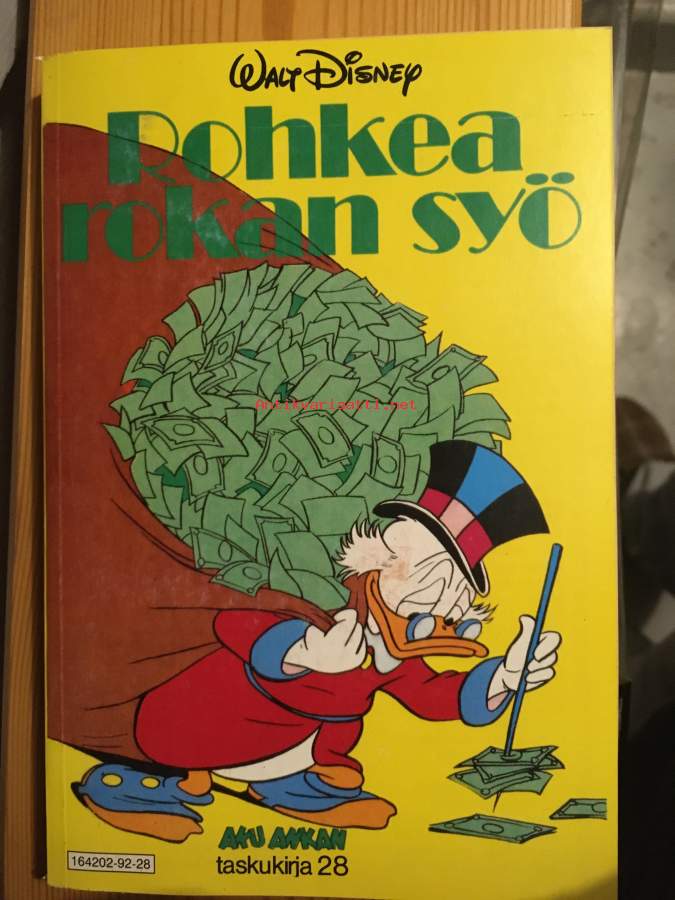 WALT DISNEY
Rohkea
rokan syö
Antikvariaatti.net
AKU ANKAN
taskukirja 28
164202-92-28